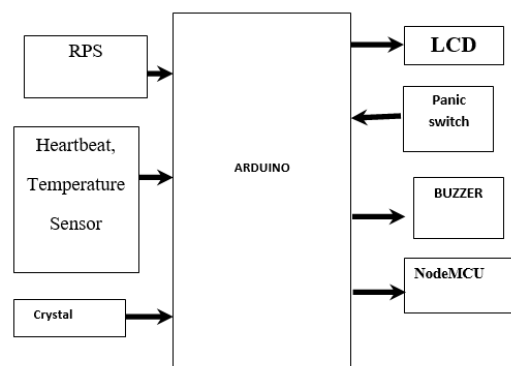 RPS
Heartbeat,
Temperature
Sensor
Crystal
ARDUINO
LCD
Panic
switch
BUZZER
NodeMCU